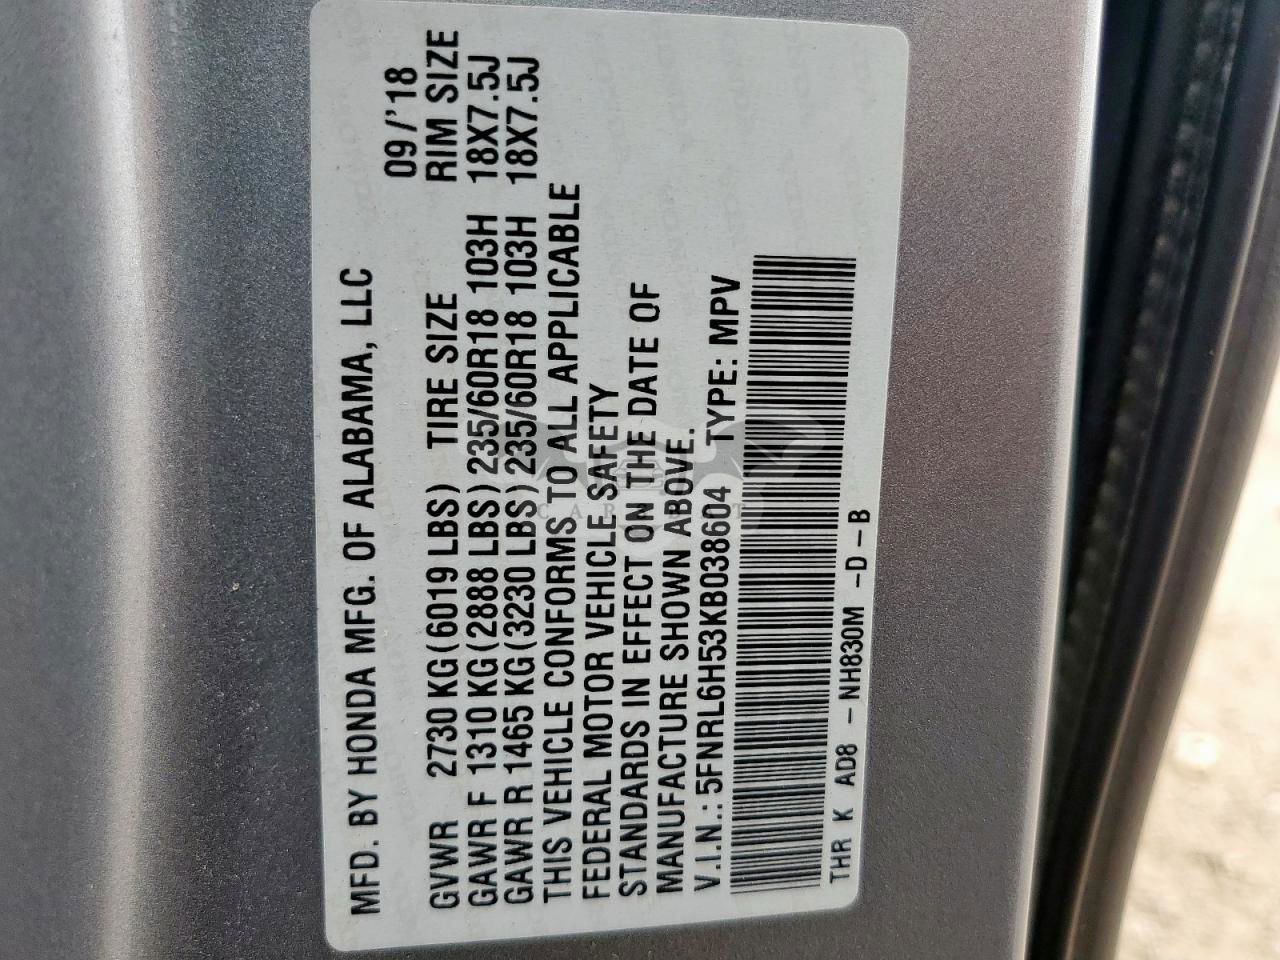 MFD. BY HONDA MFG. OF ALABAMA, LLC
09/'18
GVWR 2730 KG(6019 LBS) TIRE SIZE RIM SIZE
GAWR F 1310 KG(2888 LBS)235/60R18 103H 18X7.5J
GAWR R 1465 KG(3230 LBS)235/60R18 103H 18X7.5J
THIS VEHICLE CONFORMS TO ALL APPLICABLE
FEDERAL MOTOR VEHICLE SAFETY
STANDARDS IN EFFECT ON THE DATE OF
MANUFACTURE SHOWN ABOVE.
V.I.N.: 5FNRL6H53KB038604 TYPE: MPV
THR K AD8 - NH830M -D-B